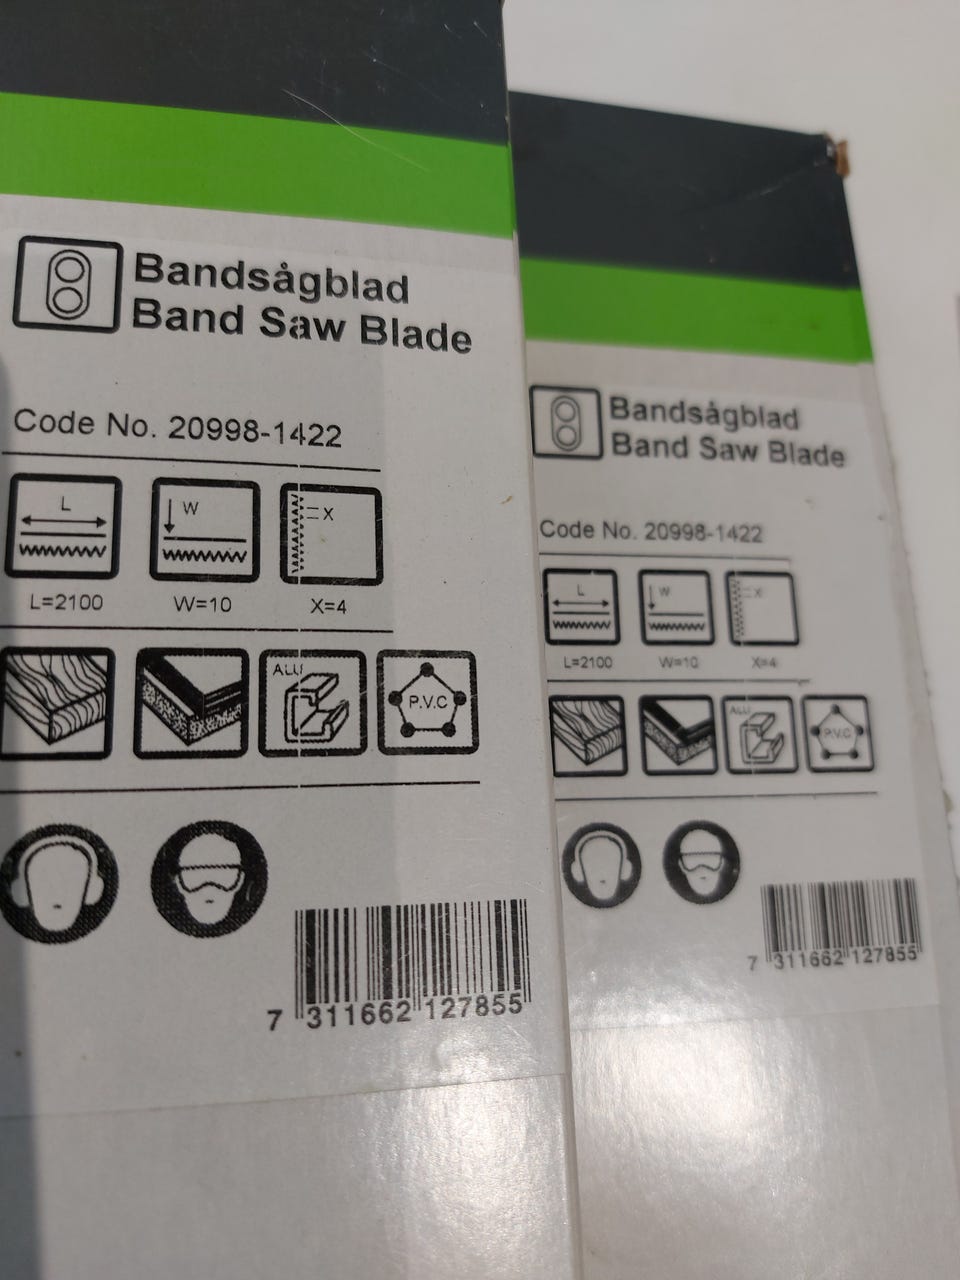 Bandsågblad
Band Saw Blade
Code No. 20998-1422
L
W
X
L=2100
W=10
X=4
ALU
P.V.C
7 311662 127855
Bandsågblad
Band Saw Blade
Code No. 20998-1422
L
W
X
L=2100
W=10
X=4
ALU
P.V.C
7 311662 127855